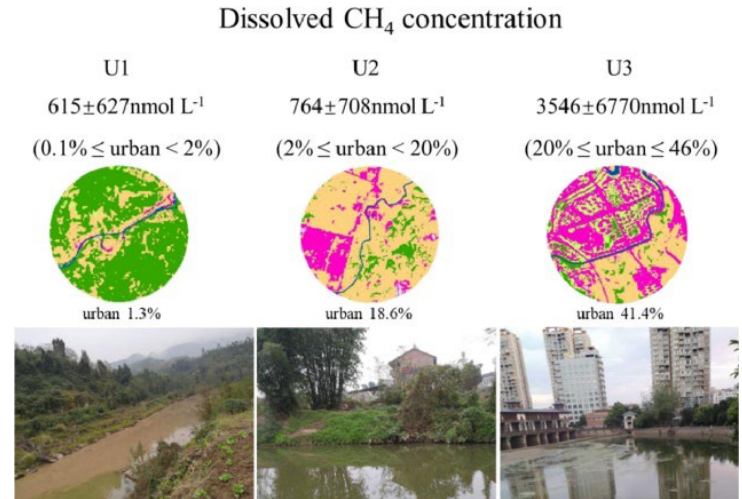 Dissolved CH₄ concentration
U1 U2 U3
615±627nmol L⁻¹ 764±708nmol L⁻¹ 3546±6770nmol L⁻¹
(0.1% ≤ urban < 2%) (2% ≤ urban < 20%) (20% ≤ urban ≤ 46%)
urban 1.3% urban 18.6% urban 41.4%